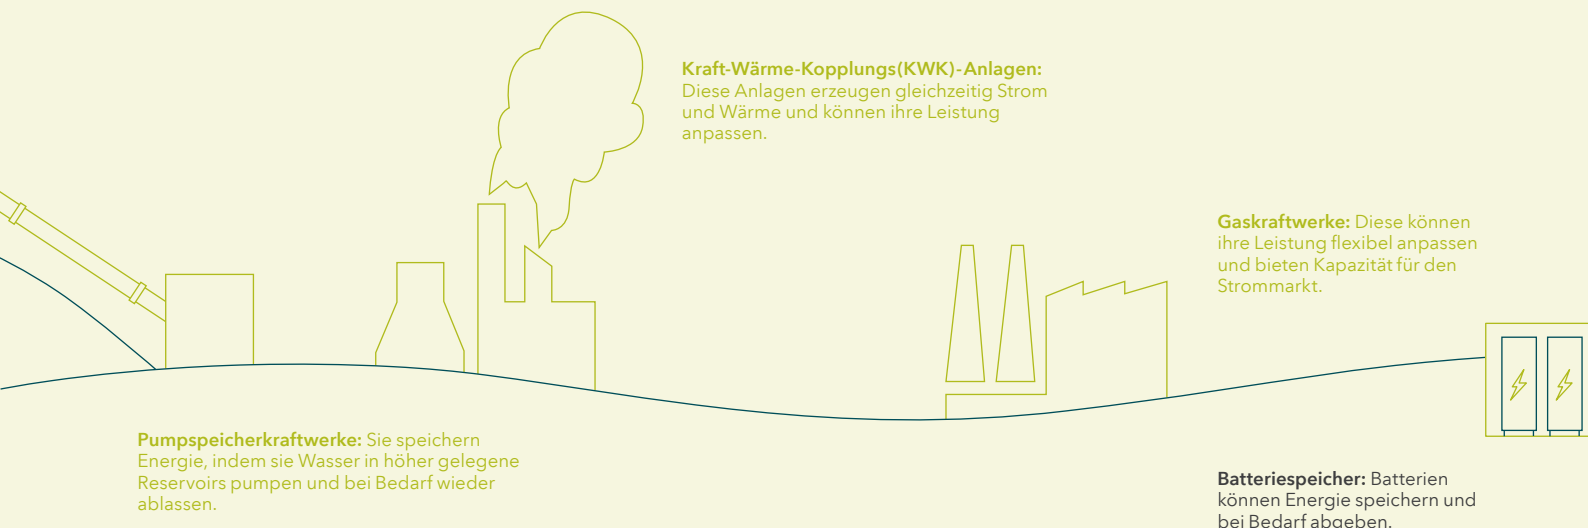 Kraft-Wärme-Kopplungs(KWK)-Anlagen:
Diese Anlagen erzeugen gleichzeitig Strom
und Wärme und können ihre Leistung
anpassen.
Gaskraftwerke: Diese können
ihre Leistung flexibel anpassen
und bieten Kapazität für den
Strommarkt.
Pumpspeicherkraftwerke: Sie speichern
Energie, indem sie Wasser in höher gelegene
Reservoirs pumpen und bei Bedarf wieder
ablassen.
Batteriespeicher: Batterien
können Energie speichern und
bei Bedarf abgeben.